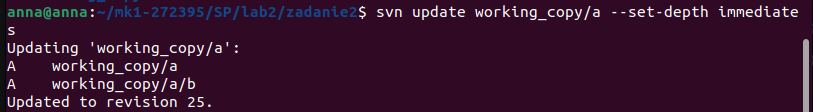 anna@anna:~/mk1-272395/SP/lab2/zadanie2$ svn update working_copy/a --set-depth immediate
s
Updating 'working_copy/a':
A    working_copy/a
A    working_copy/a/b
Updated to revision 25.